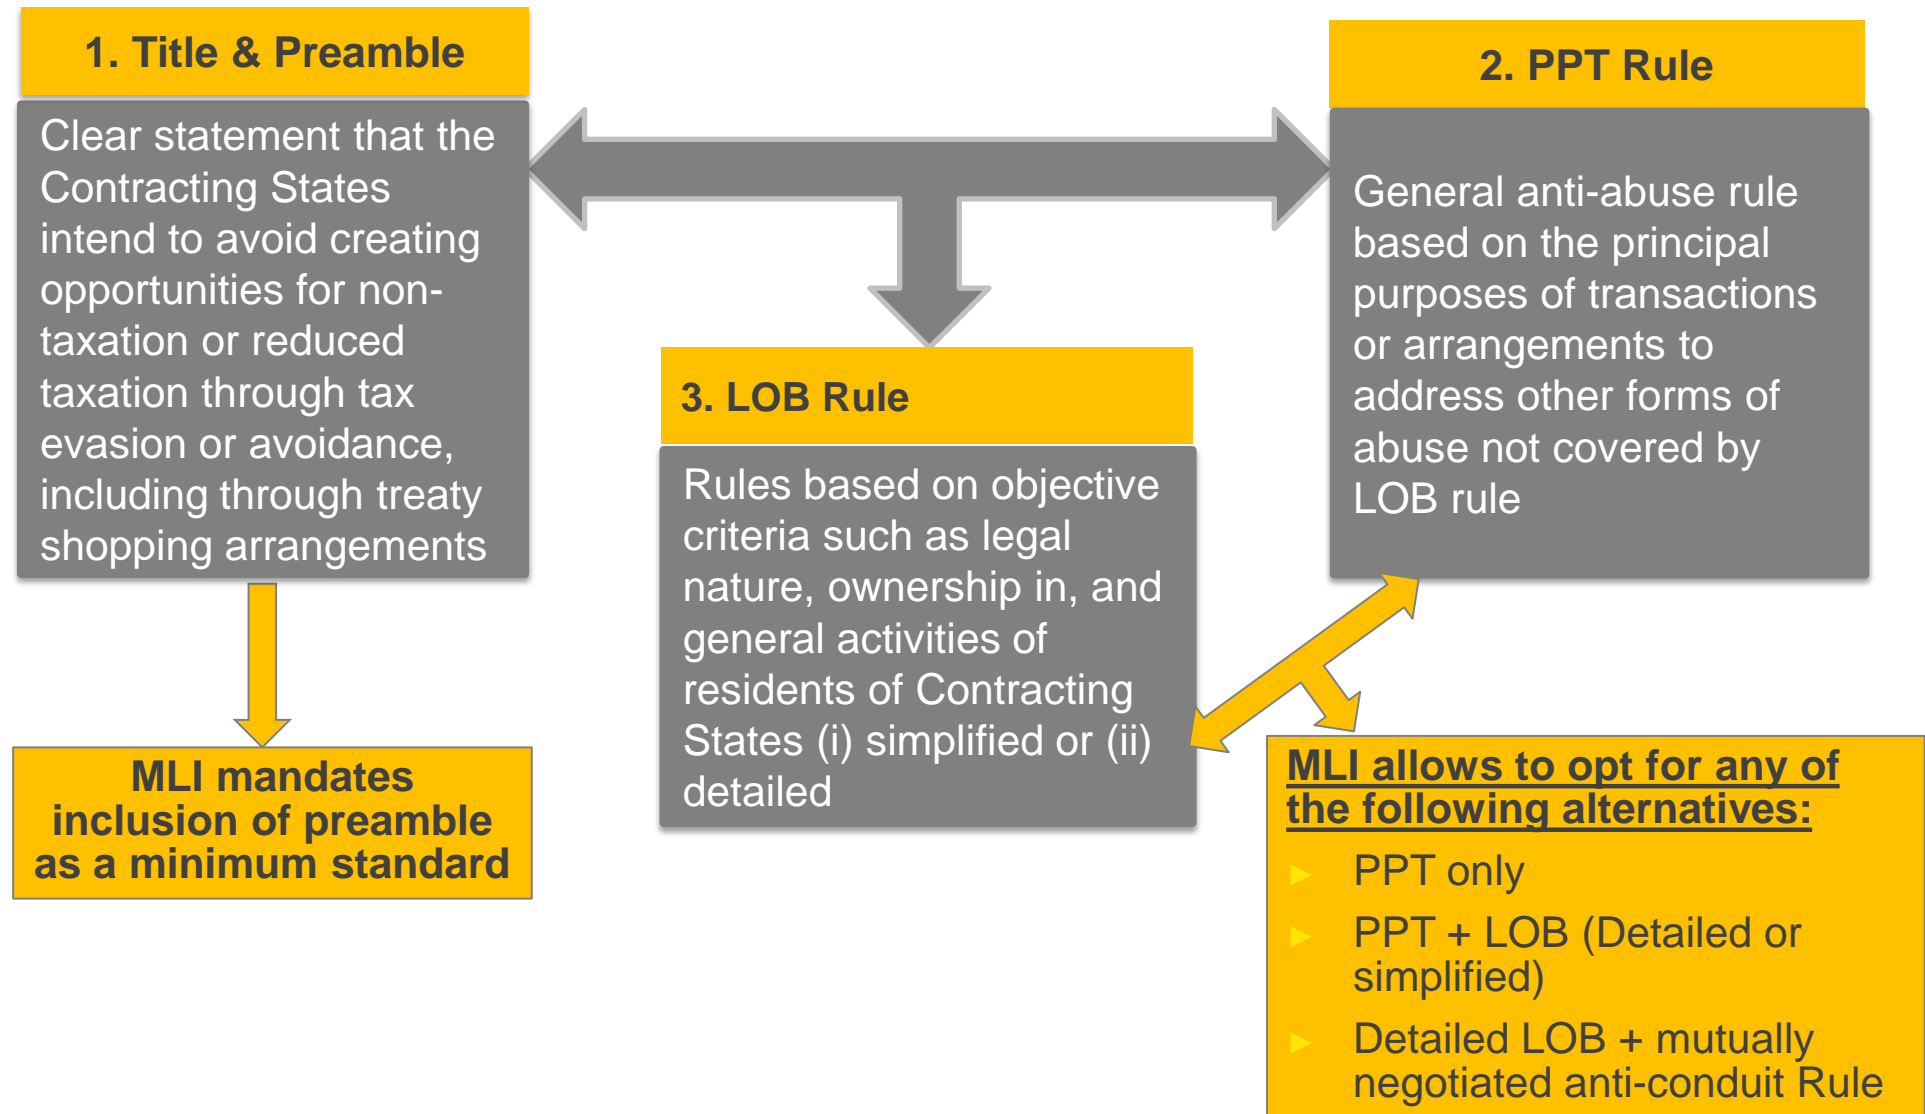 1. Title & Preamble
Clear statement that the
Contracting States
intend to avoid creating
opportunities for non-
taxation or reduced
taxation through tax
evasion or avoidance,
including through treaty
shopping arrangements
MLI mandates
inclusion of preamble
as a minimum standard
2. PPT Rule
General anti-abuse rule
based on the principal
purposes of transactions
or arrangements to
address other forms of
abuse not covered by
LOB rule
3. LOB Rule
Rules based on objective
criteria such as legal
nature, ownership in, and
general activities of
residents of Contracting
States (i) simplified or (ii)
detailed
MLI allows to opt for any of
the following alternatives:
► PPT only
► PPT + LOB (Detailed or
simplified)
► Detailed LOB + mutually
negotiated anti-conduit Rule